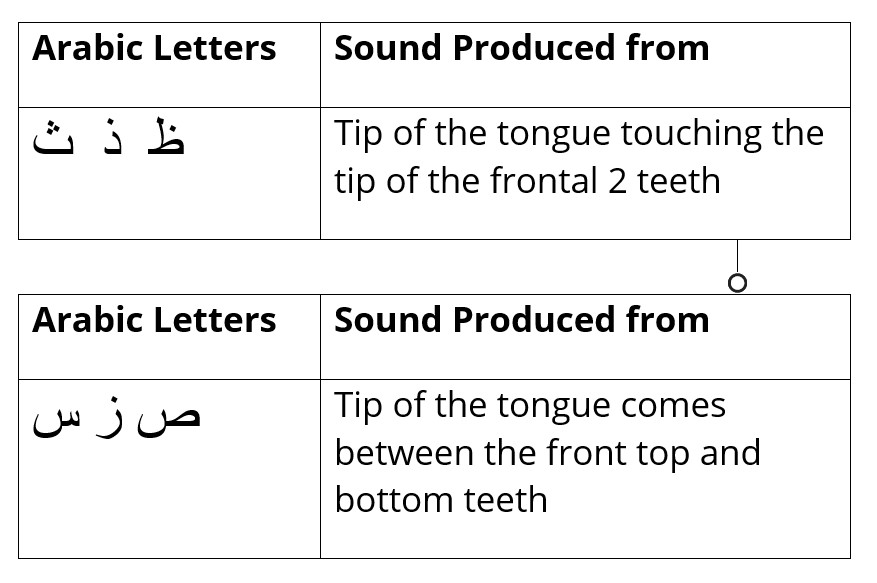 Arabic Letters Sound Produced from
ظ ذ ث Tip of the tongue touching the
tip of the frontal 2 teeth
Arabic Letters Sound Produced from
ص ز س Tip of the tongue comes
between the front top and
bottom teeth